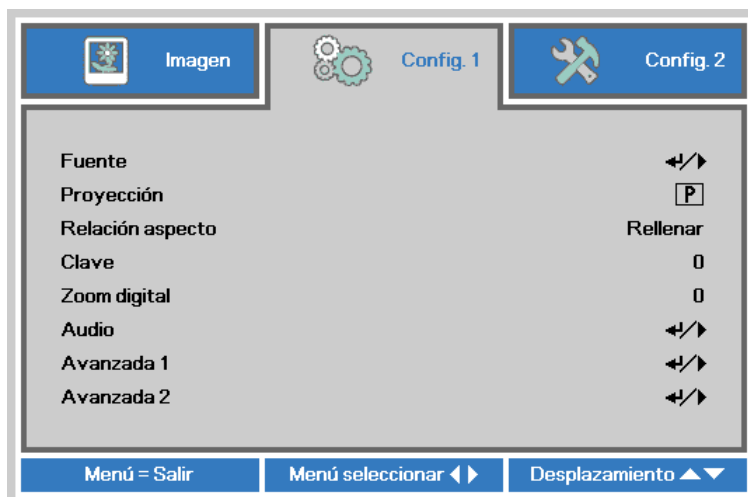 Imagen Config. 1 Config. 2
Fuente ↵/▶
Proyección P
Relación aspecto Rellenar
Clave 0
Zoom digital 0
Audio ↵/▶
Avanzada 1 ↵/▶
Avanzada 2 ↵/▶
Menú = Salir Menú seleccionar ◀ ▶ Desplazamiento ▲▼